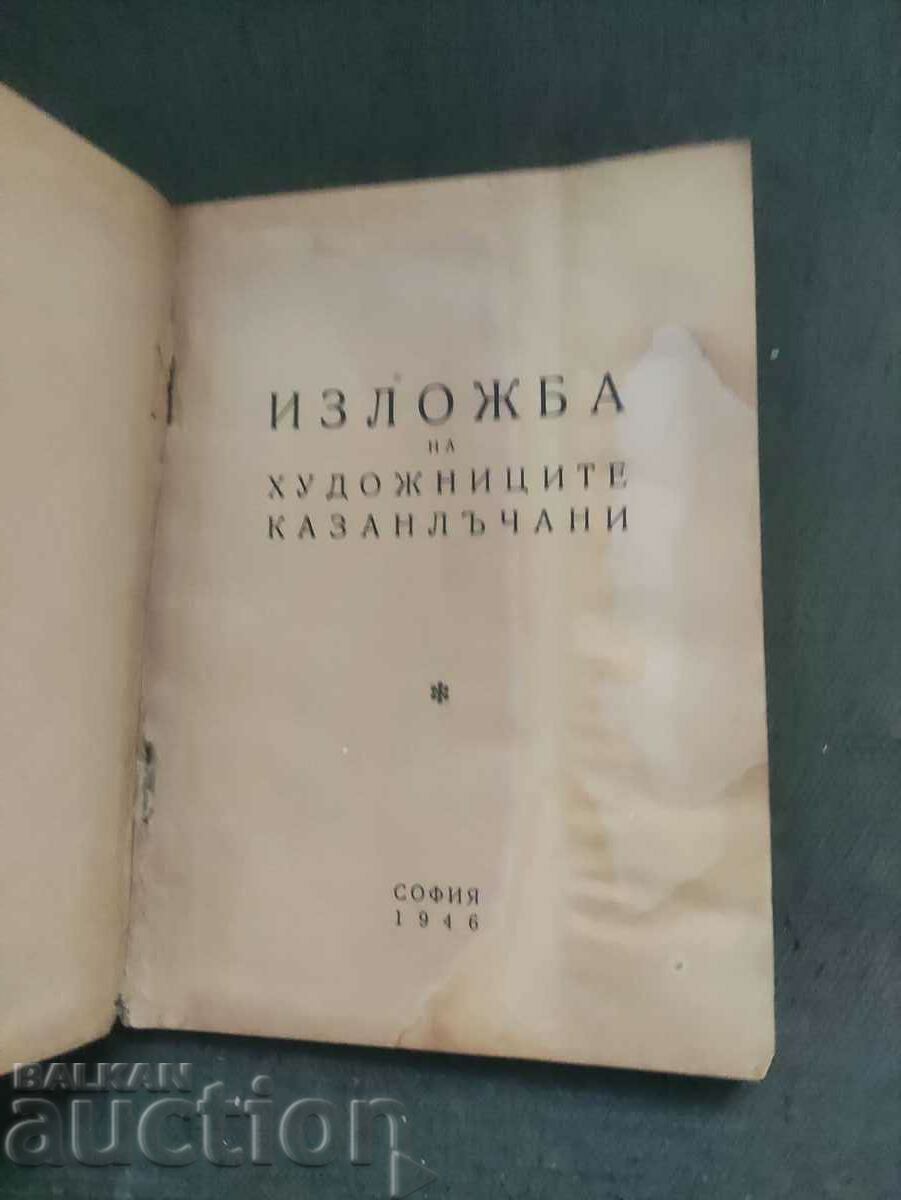 ИЗЛОЖБА
НА
ХУДОЖНИЦИТЕ
КАЗАНЛЪЧАНИ
*
СОФИЯ
1946
BALKAN
auction